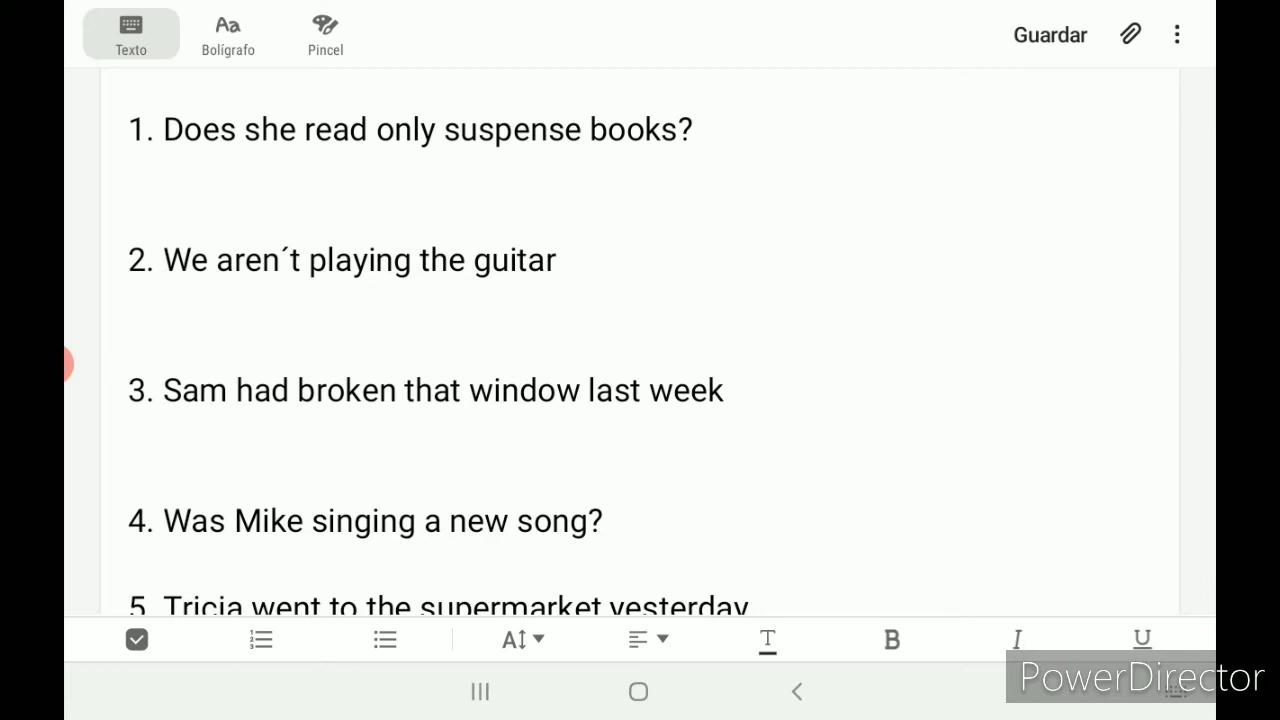 Texto Bolígrafo Pincel Guardar
1. Does she read only suspense books?
2. We aren´t playing the guitar
3. Sam had broken that window last week
4. Was Mike singing a new song?
5. Tricia went to the supermarket yesterday
PowerDirector